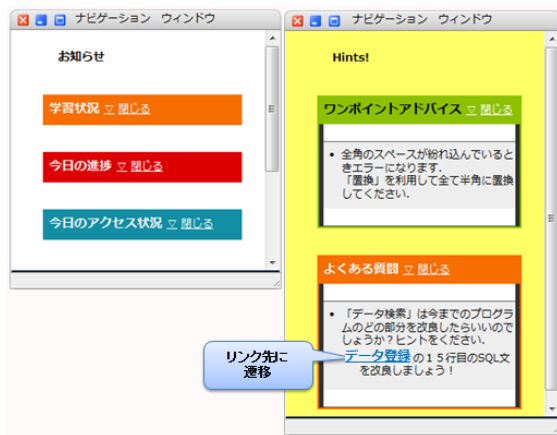 ナビゲーション ウィンドウ
お知らせ
学習状況 ▽ 閉じる
今日の進捗 ▽ 閉じる
今日のアクセス状況 ▽ 閉じる
ナビゲーション ウィンドウ
Hints!
ワンポイントアドバイス ▽ 閉じる
• 全角のスペースが紛れ込んでいると
きエラーになります.
「置換」を利用して全て半角に置換
してください.
よくある質問 ▽ 閉じる
• 「データ検索」は今までのプログラ
ムのどの部分を改良したらいいので
しょうか？ヒントをください.
データ登録 の１５行目のSQL文
を改良しましょう！
リンク先に
遷移